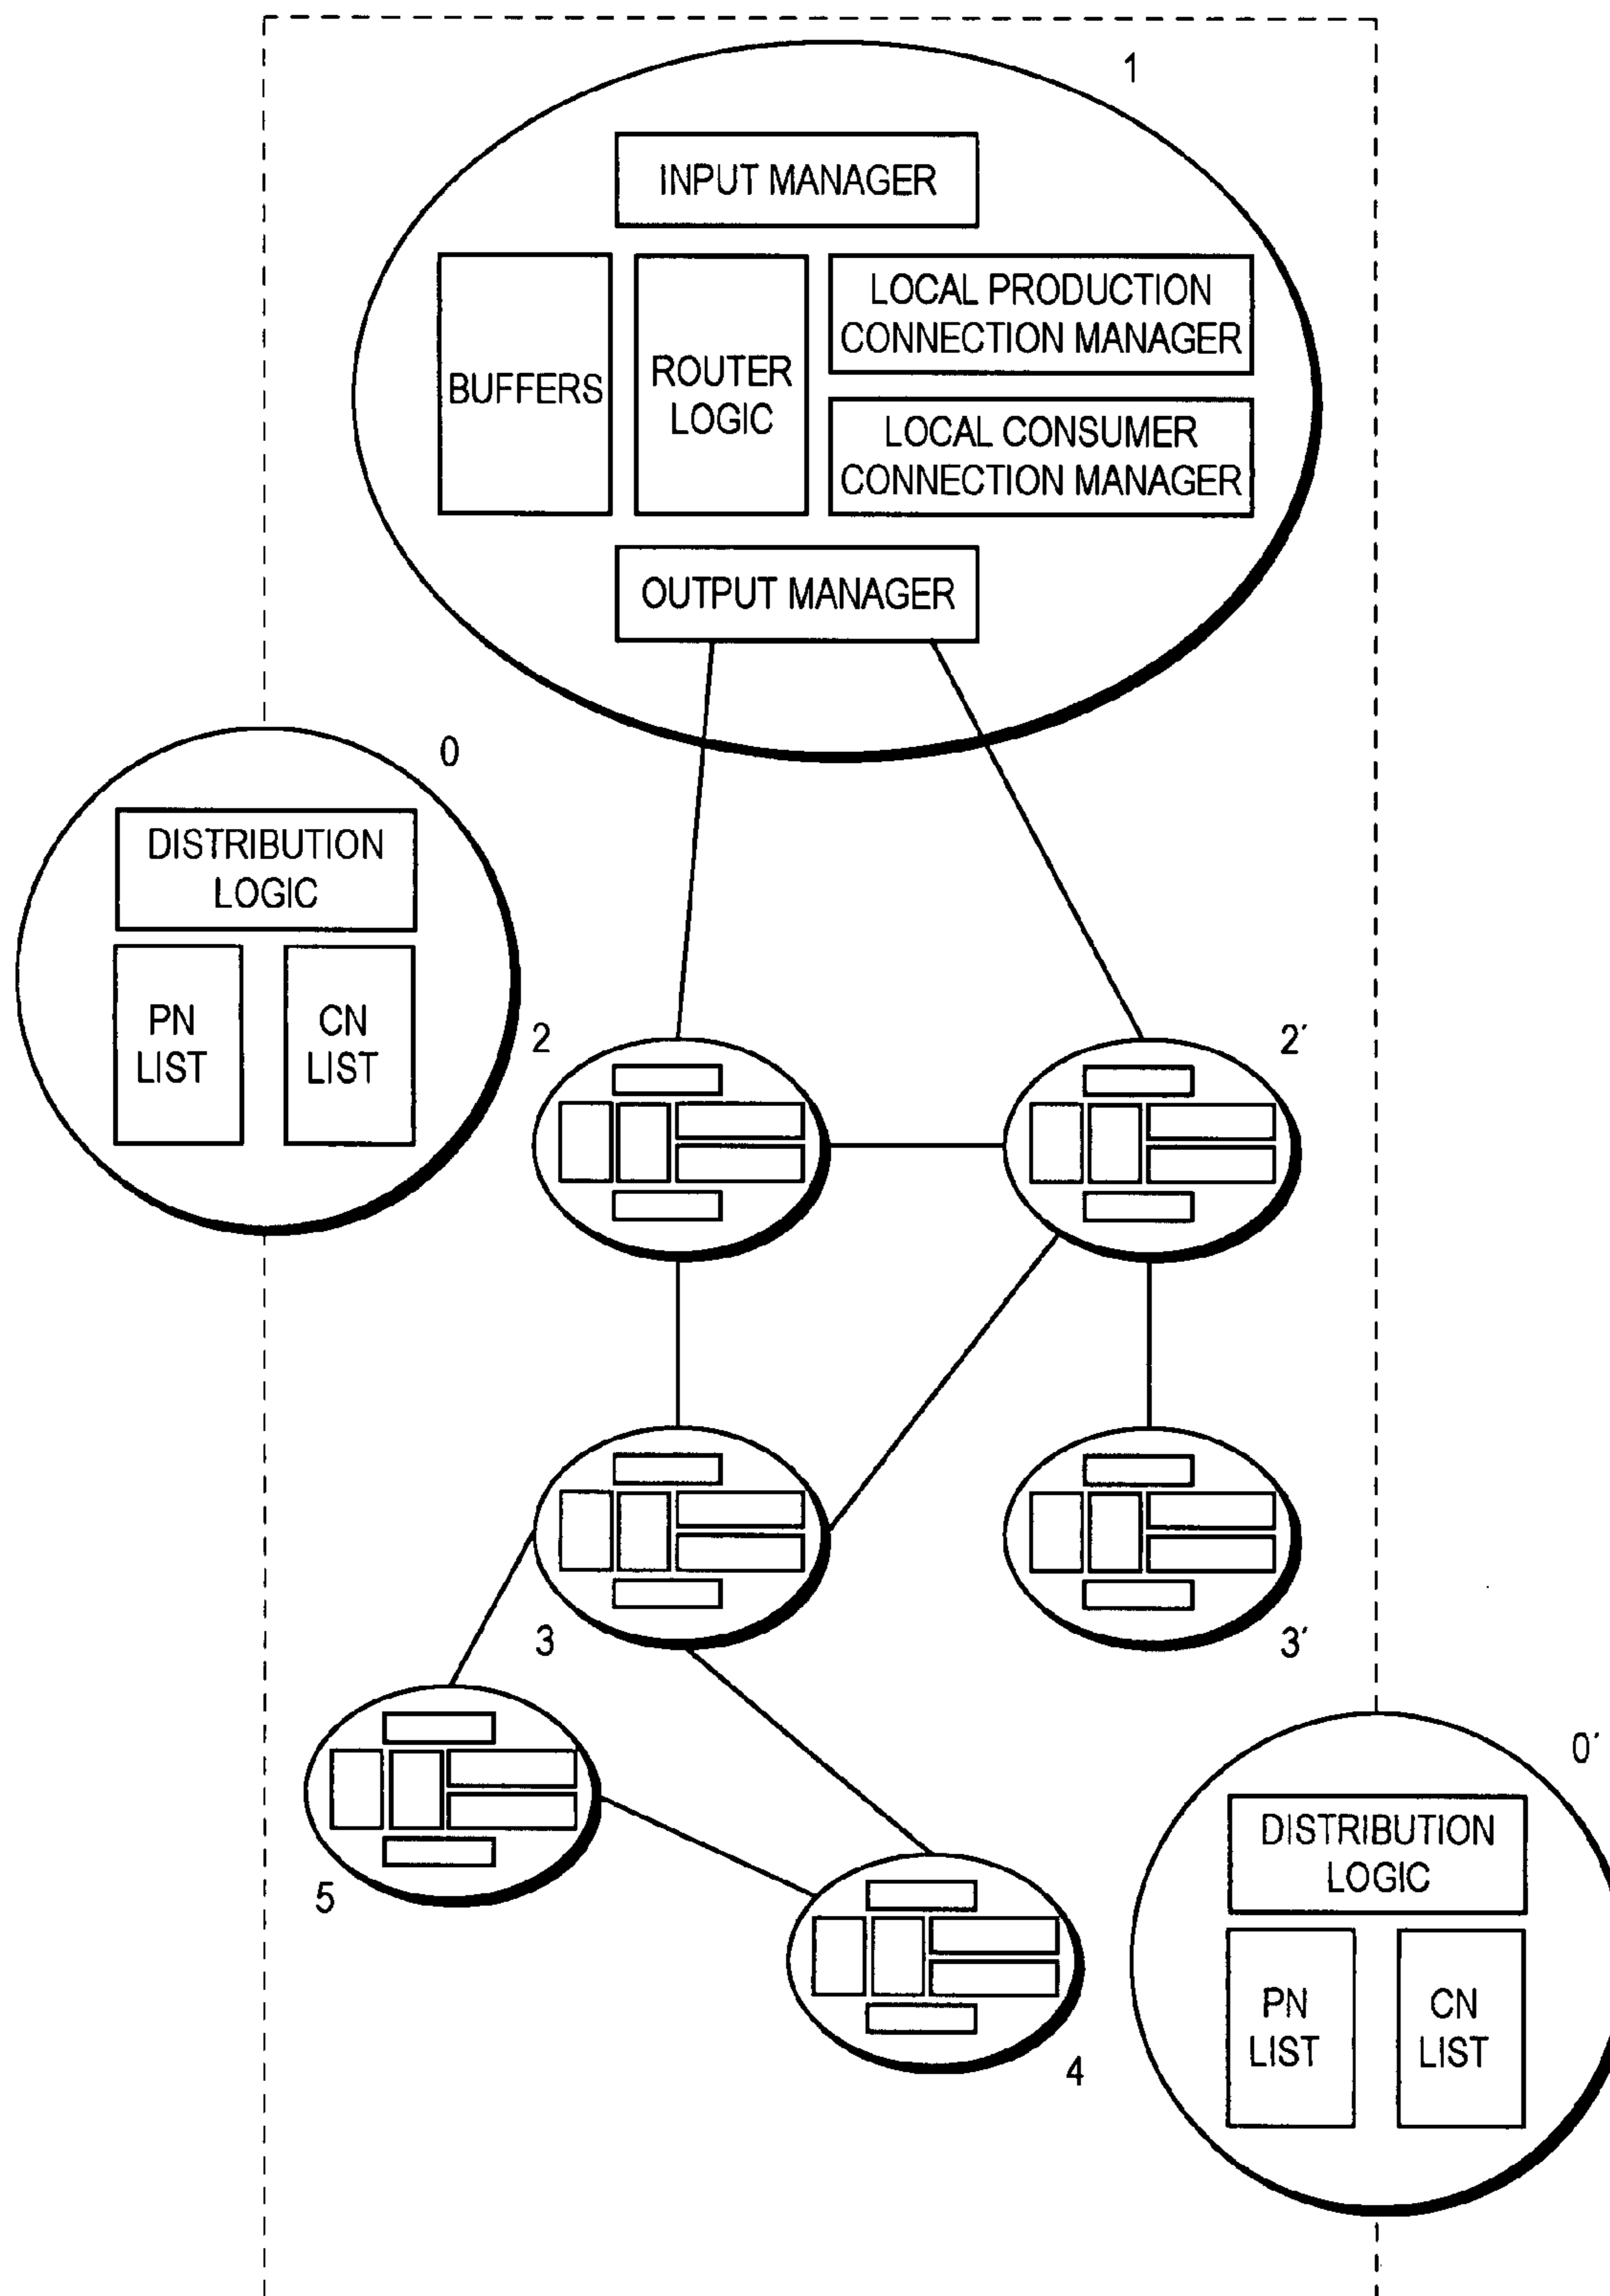 1
INPUT MANAGER
BUFFERS
ROUTER
LOGIC
LOCAL PRODUCTION
CONNECTION MANAGER
LOCAL CONSUMER
CONNECTION MANAGER
OUTPUT MANAGER
0
DISTRIBUTION
LOGIC
PN
LIST
CN
LIST
2
2′
3
3′
5
4
0′
DISTRIBUTION
LOGIC
PN
LIST
CN
LIST